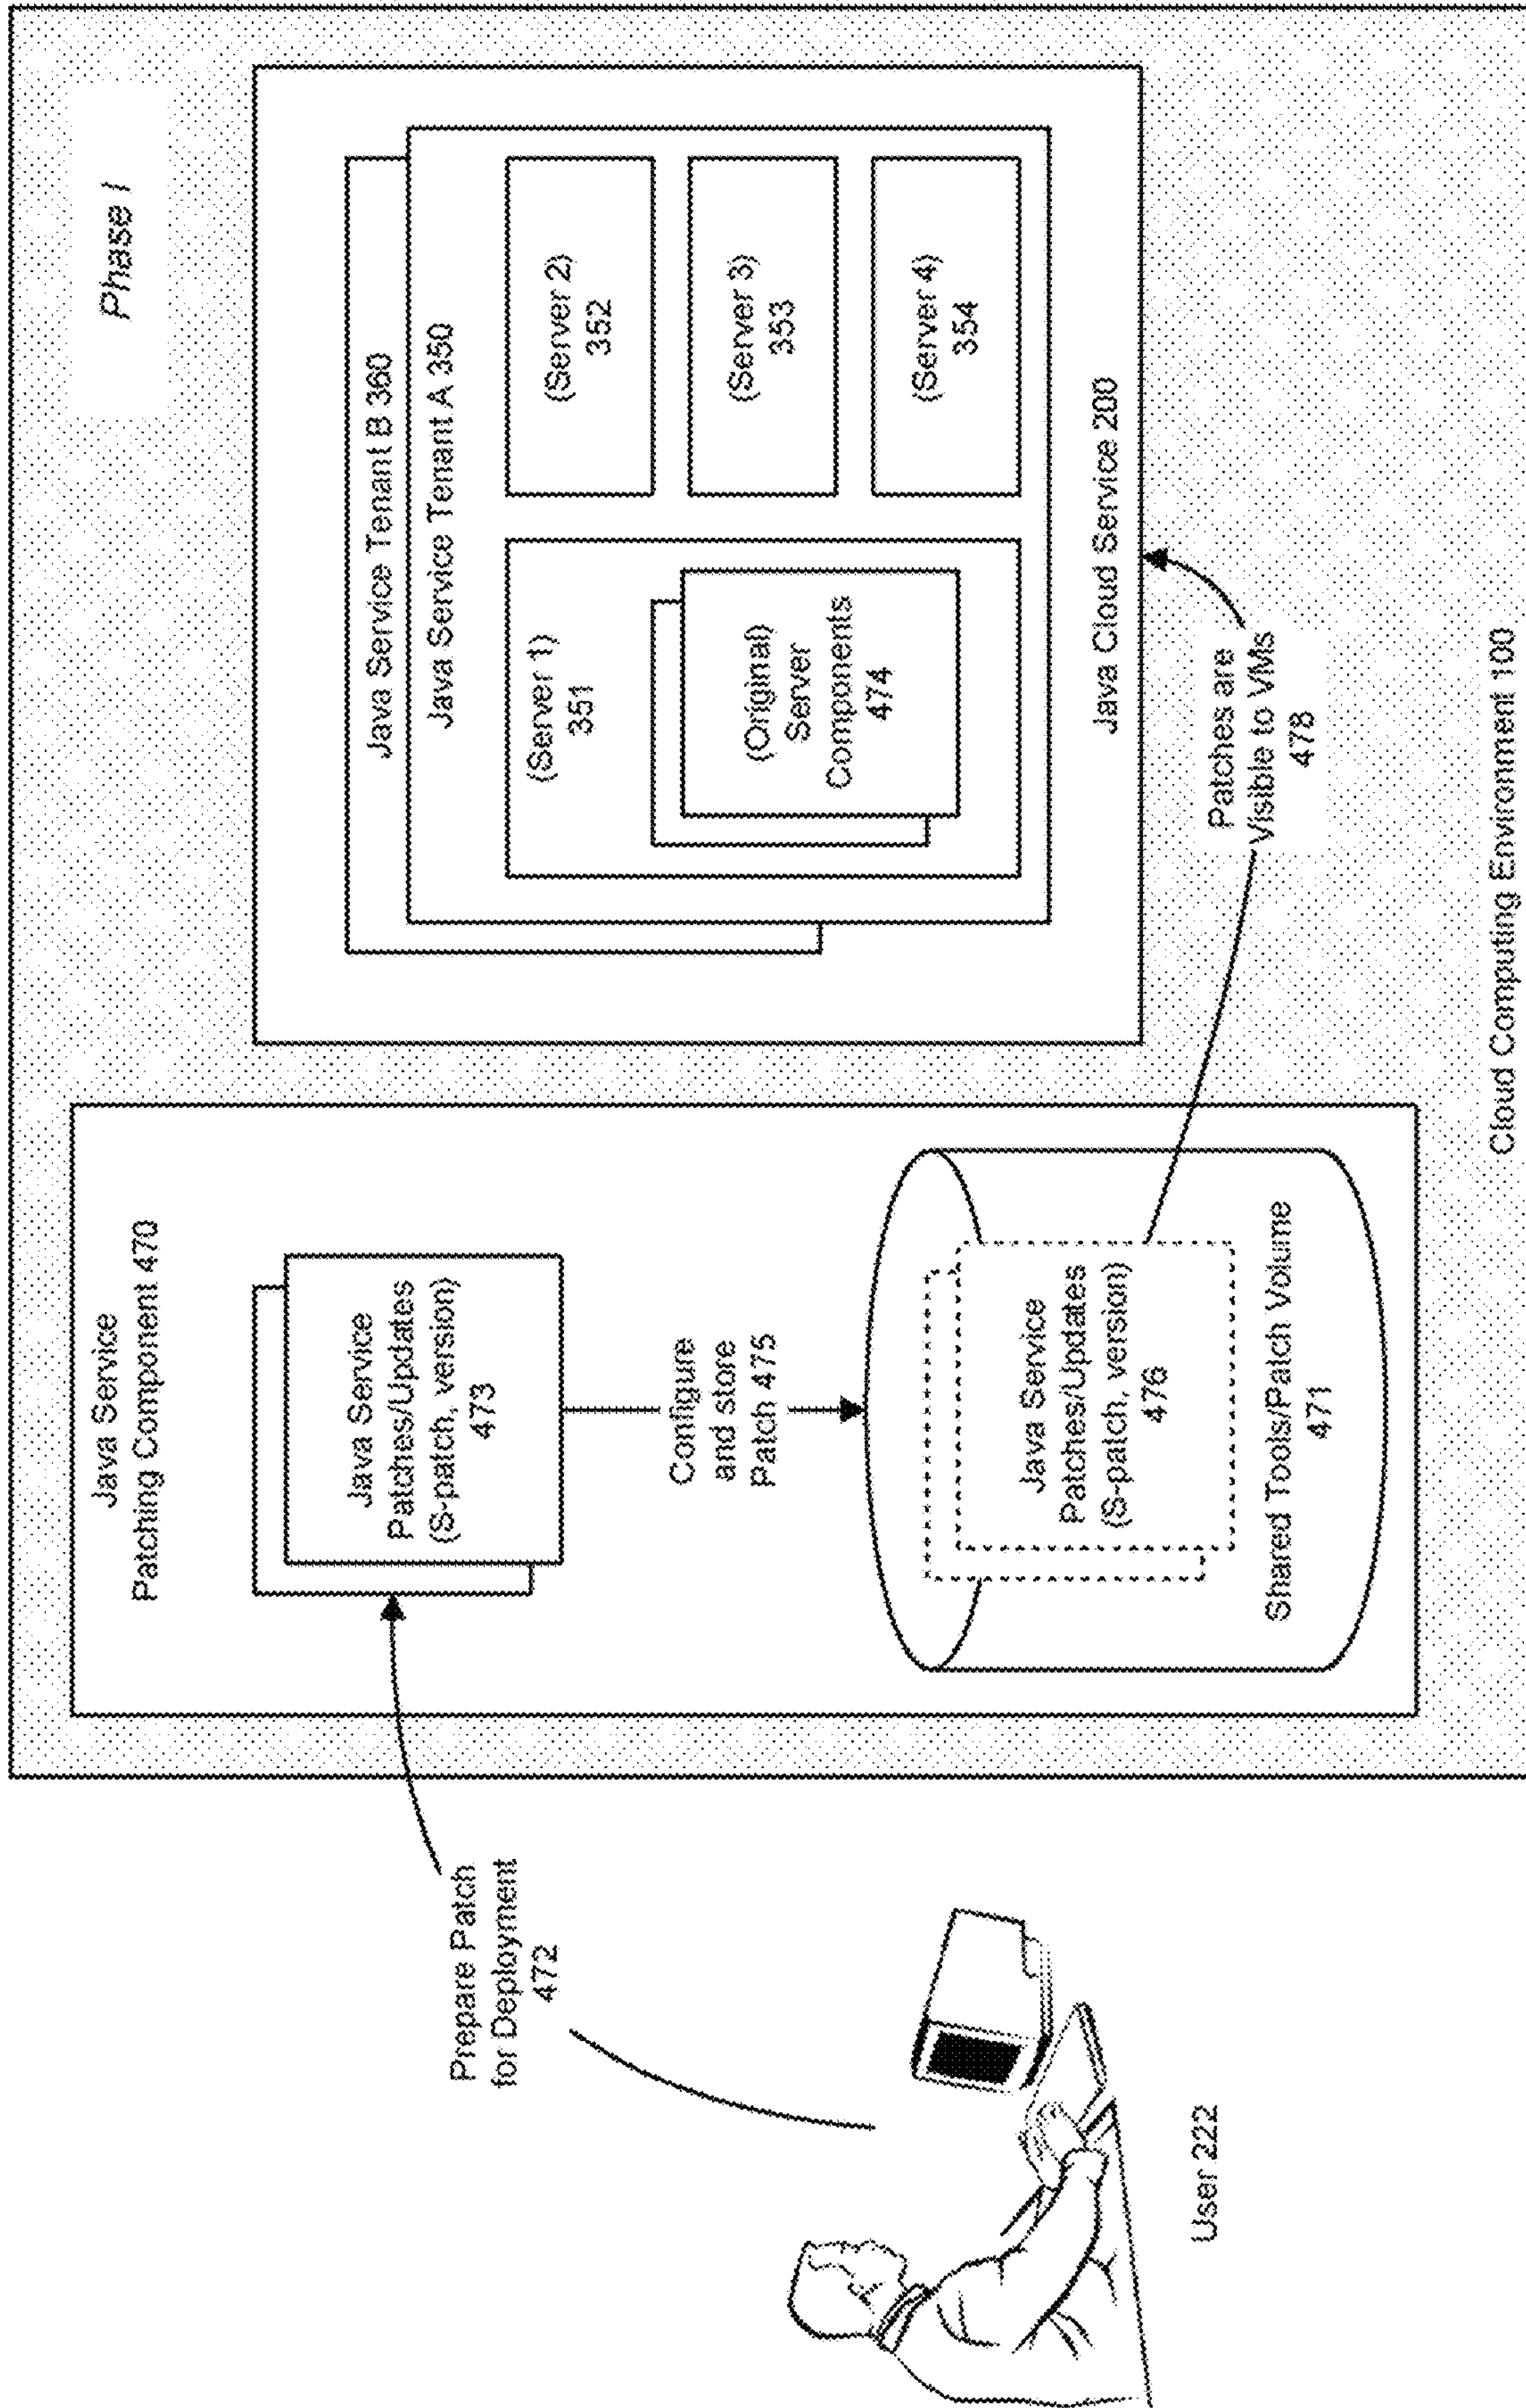 Phase I
Java Service
Patching Component 470
Java Service
Patches/Updates
(S-patch, version)
473
Configure
and store
Patch 475
Java Service
Patches/Updates
(S-patch, version)
476
Shared Tools/Patch Volume
471
Java Service Tenant B 360
Java Service Tenant A 350
(Server 1)
351
(Original)
Server
Components
474
(Server 2)
352
(Server 3)
353
(Server 4)
354
Java Cloud Service 200
Patches are
Visible to VMs
478
Cloud Computing Environment 100
Prepare Patch
for Deployment
472
User 222